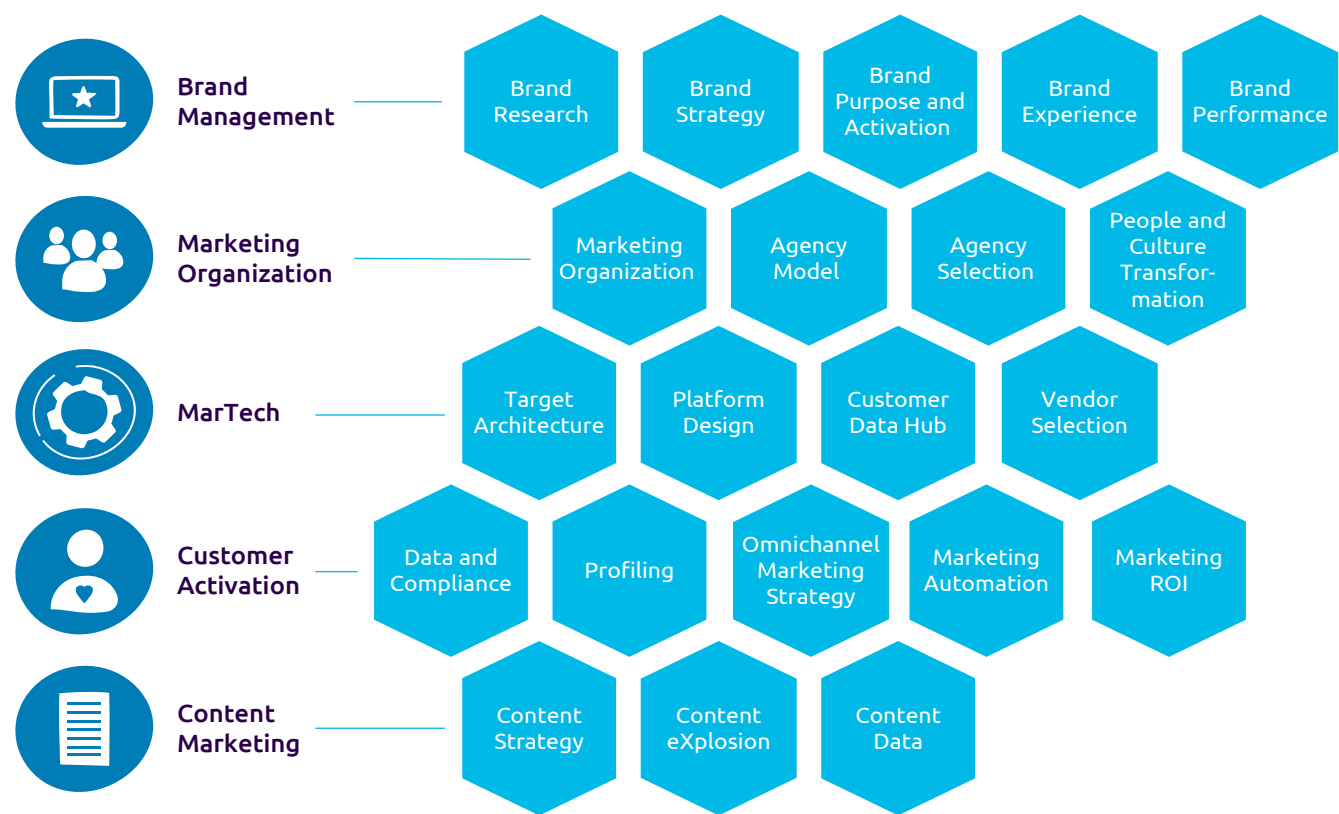 Brand
Management
Brand
Research
Brand
Strategy
Brand
Purpose and
Activation
Brand
Experience
Brand
Performance
Marketing
Organization
Marketing
Organization
Agency
Model
Agency
Selection
People and
Culture
Transfor-
mation
MarTech
Target
Architecture
Platform
Design
Customer
Data Hub
Vendor
Selection
Customer
Activation
Data and
Compliance
Profiling
Omnichannel
Marketing
Strategy
Marketing
Automation
Marketing
ROI
Content
Marketing
Content
Strategy
Content
eXplosion
Content
Data